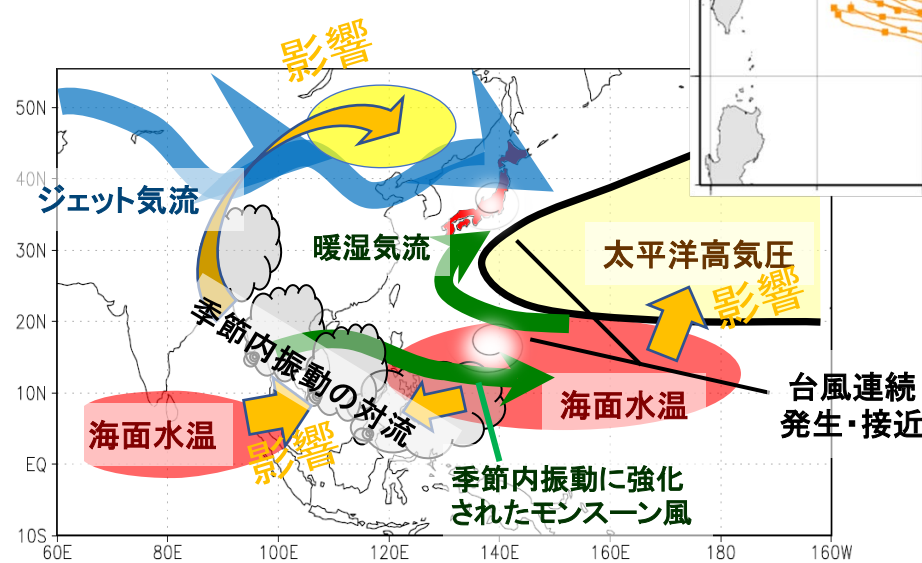 影響
50N
ジェット気流
40N
暖湿気流
太平洋高気圧
30N
影響
20N
季節内振動の対流
10N
海面水温
海面水温
台風連続
発生・接近
影響
EQ
季節内振動に強化
されたモンスーン風
10S
60E 80E 100E 120E 140E 160E 180 160W